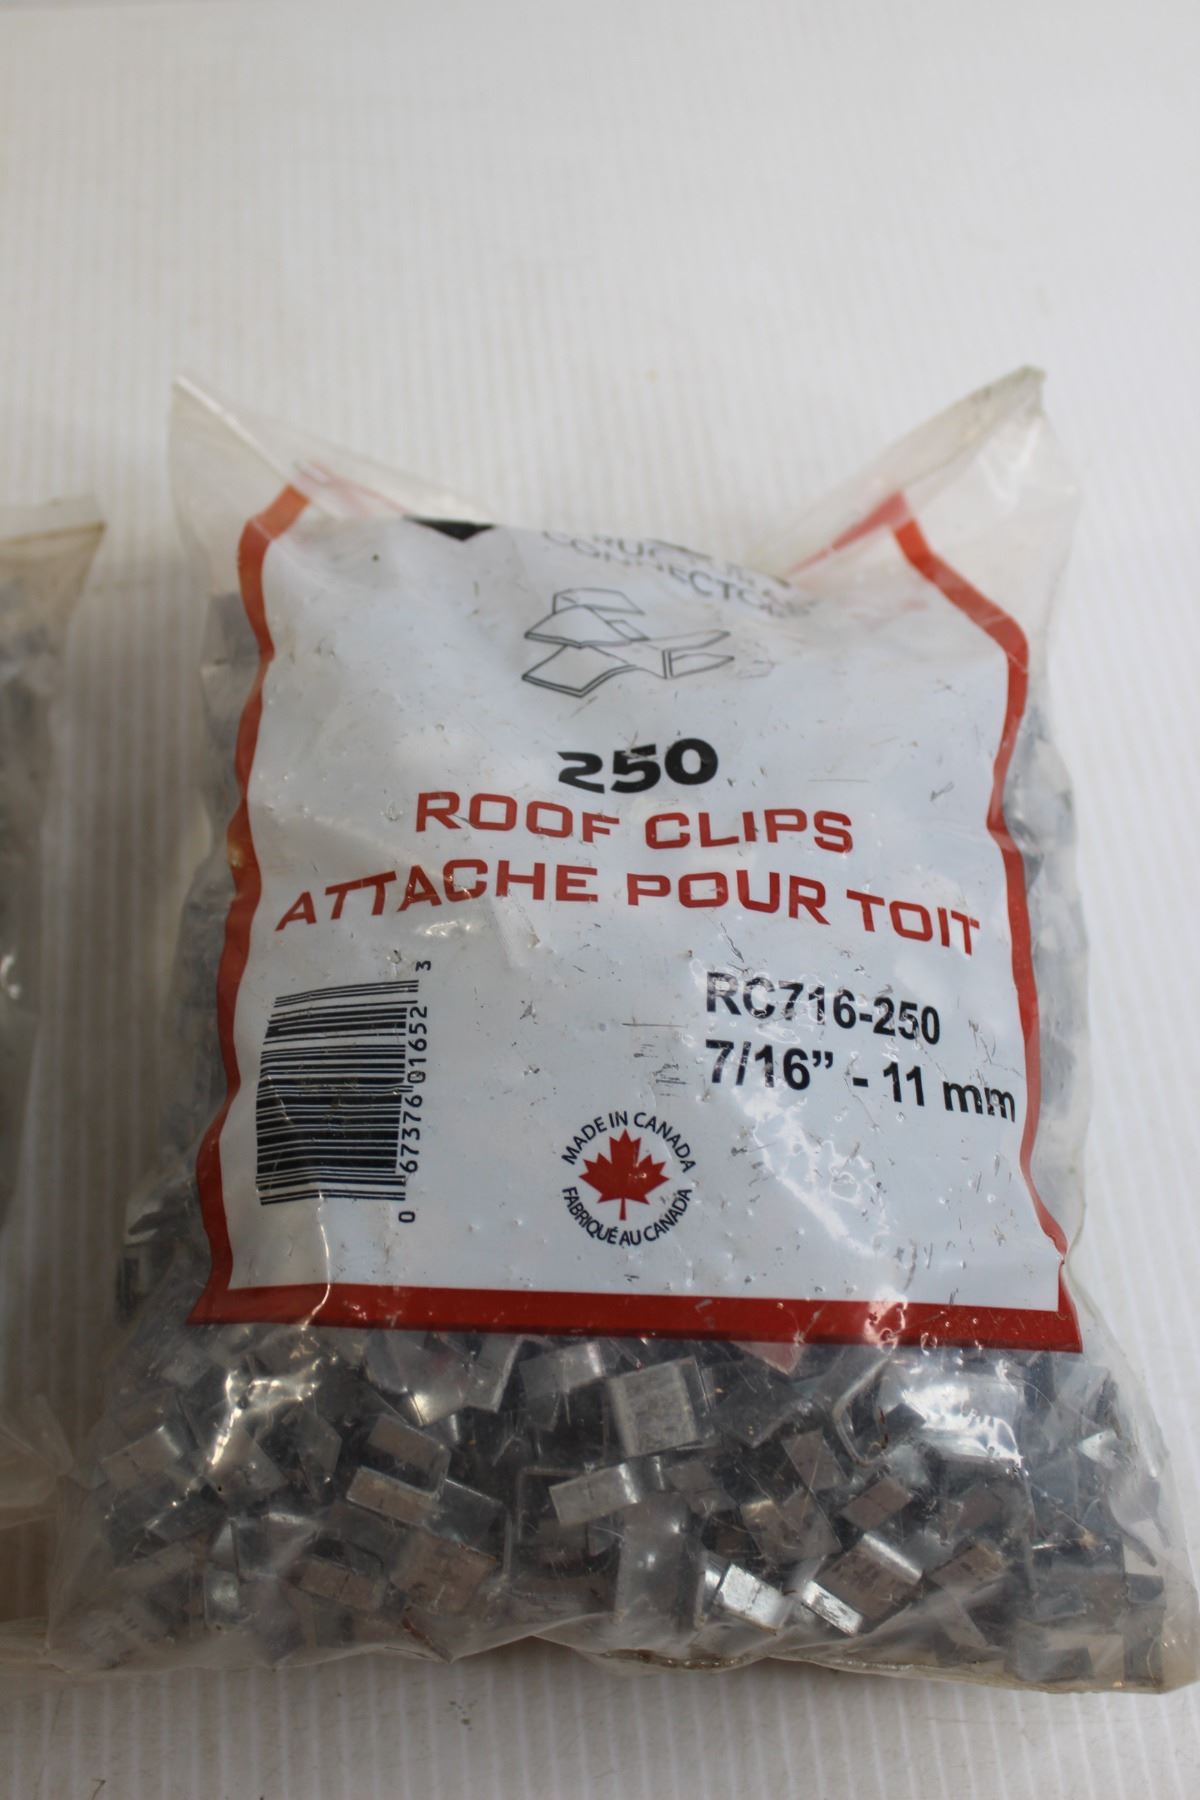 250
ROOF CLIPS
ATTACHE POUR TOIT
RC716-250
7/16” - 11 mm
0 67376 01652 3
MADE IN CANADA
FABRIQUÉ AU CANADA